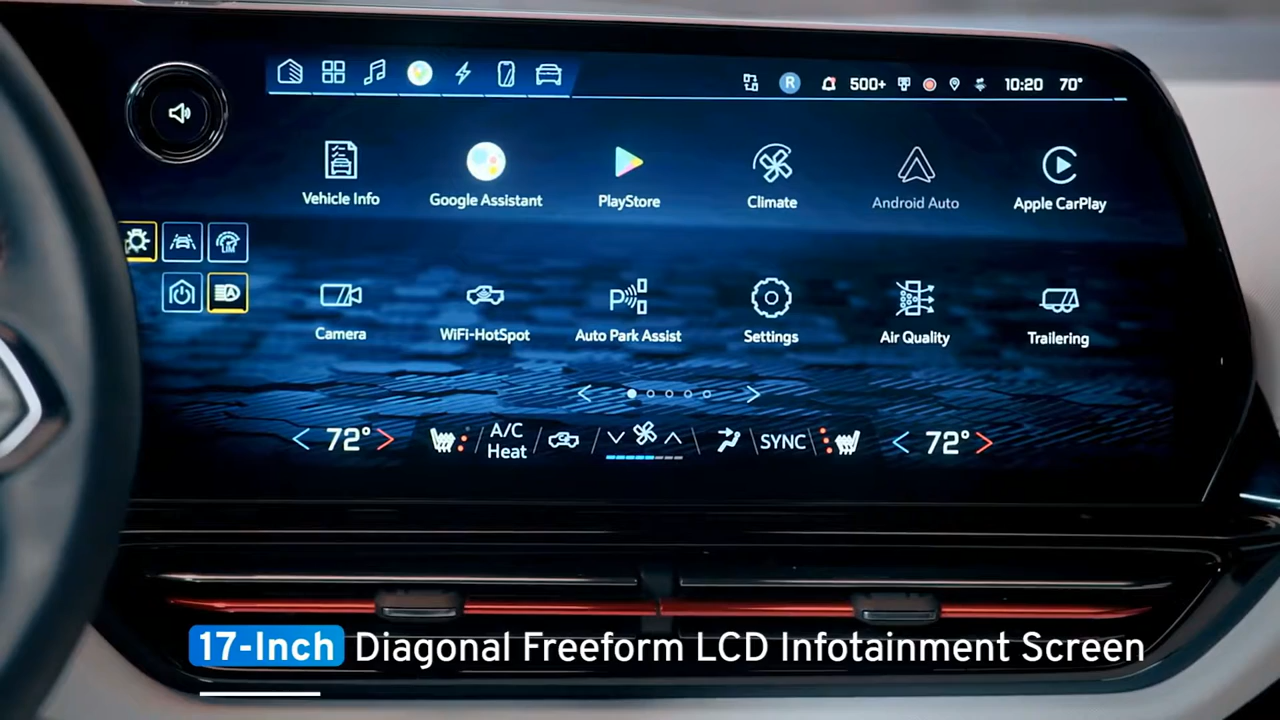 R 500+ 10:20 70°
Vehicle Info Google Assistant PlayStore Climate Android Auto Apple CarPlay
Camera WiFi-HotSpot Auto Park Assist Settings Air Quality Trailering
72° A/C Heat SYNC 72°
17-Inch Diagonal Freeform LCD Infotainment Screen